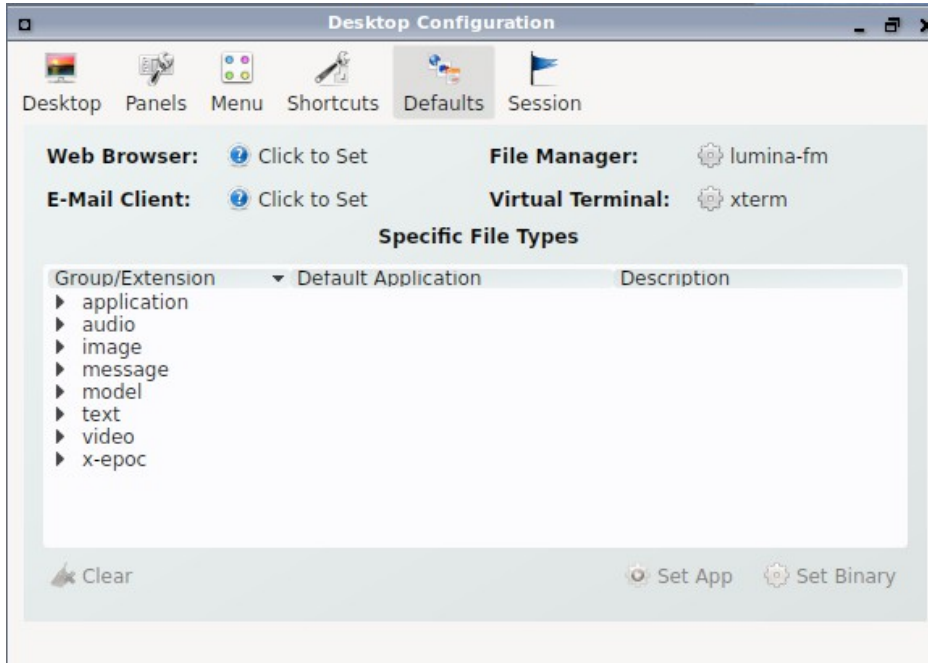 Desktop Configuration
Desktop Panels Menu Shortcuts Defaults Session
Web Browser: Click to Set File Manager: lumina-fm
E-Mail Client: Click to Set Virtual Terminal: xterm
Specific File Types
Group/Extension Default Application Description
application
audio
image
message
model
text
video
x-epoc
Clear Set App Set Binary